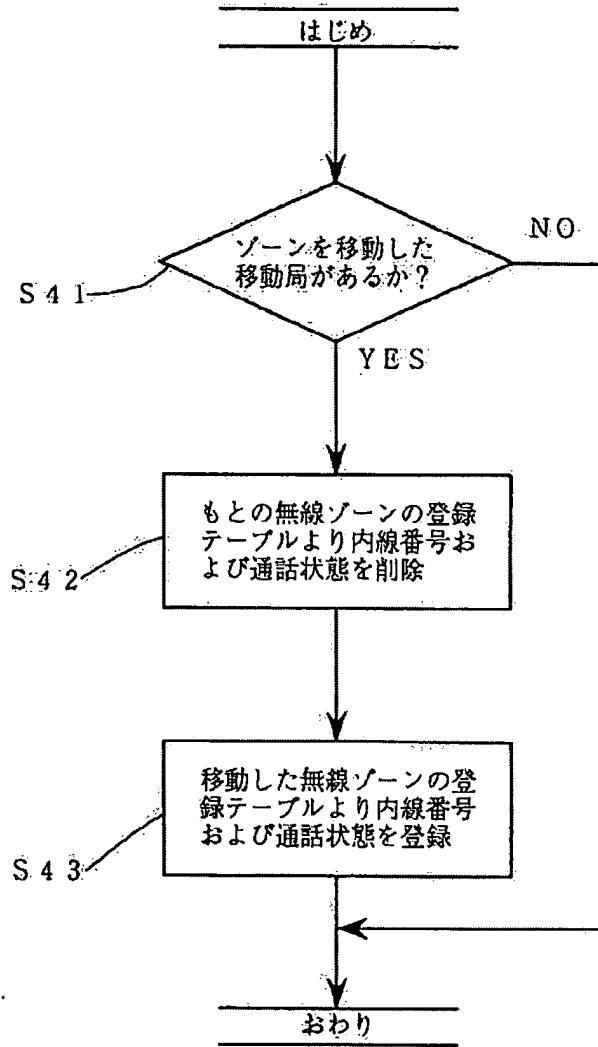 はじめ
ゾーンを移動した
移動局があるか？
NO
S41
YES
もとの無線ゾーンの登録
テーブルより内線番号お
よび通話状態を削除
S42
移動した無線ゾーンの登
録テーブルより内線番号
および通話状態を登録
S43
おわり